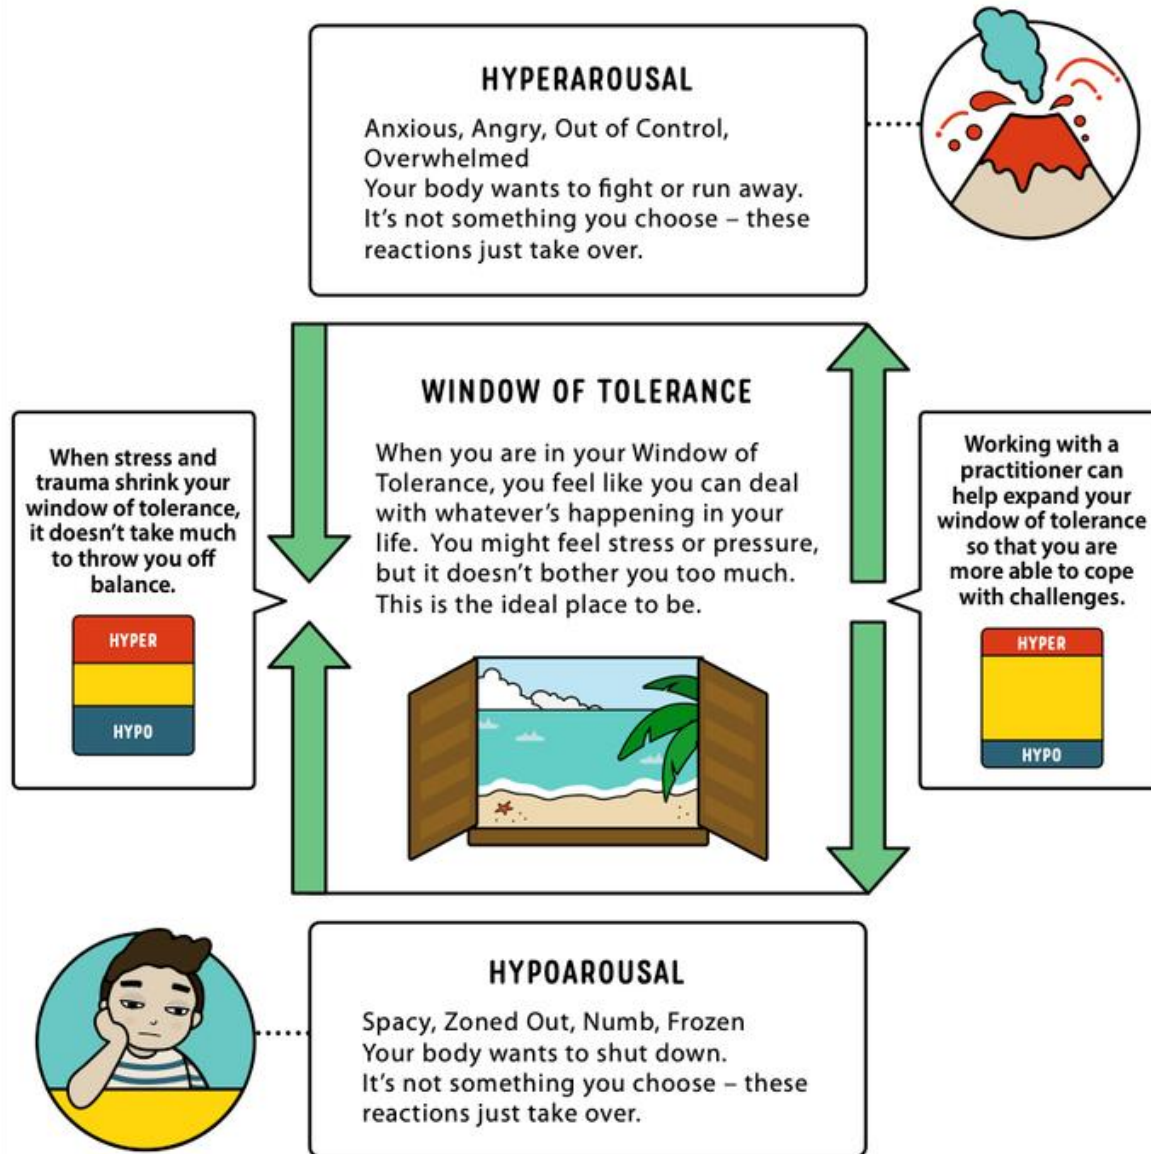 HYPERAROUSAL
Anxious, Angry, Out of Control,
Overwhelmed
Your body wants to fight or run away.
It's not something you choose – these
reactions just take over.
WINDOW OF TOLERANCE
When you are in your Window of
Tolerance, you feel like you can deal
with whatever's happening in your
life.  You might feel stress or pressure,
but it doesn't bother you too much.
This is the ideal place to be.
When stress and
trauma shrink your
window of tolerance,
it doesn't take much
to throw you off
balance.
HYPER
HYPO
Working with a
practitioner can
help expand your
window of tolerance
so that you are
more able to cope
with challenges.
HYPER
HYPO
HYPOAROUSAL
Spacy, Zoned Out, Numb, Frozen
Your body wants to shut down.
It's not something you choose – these
reactions just take over.